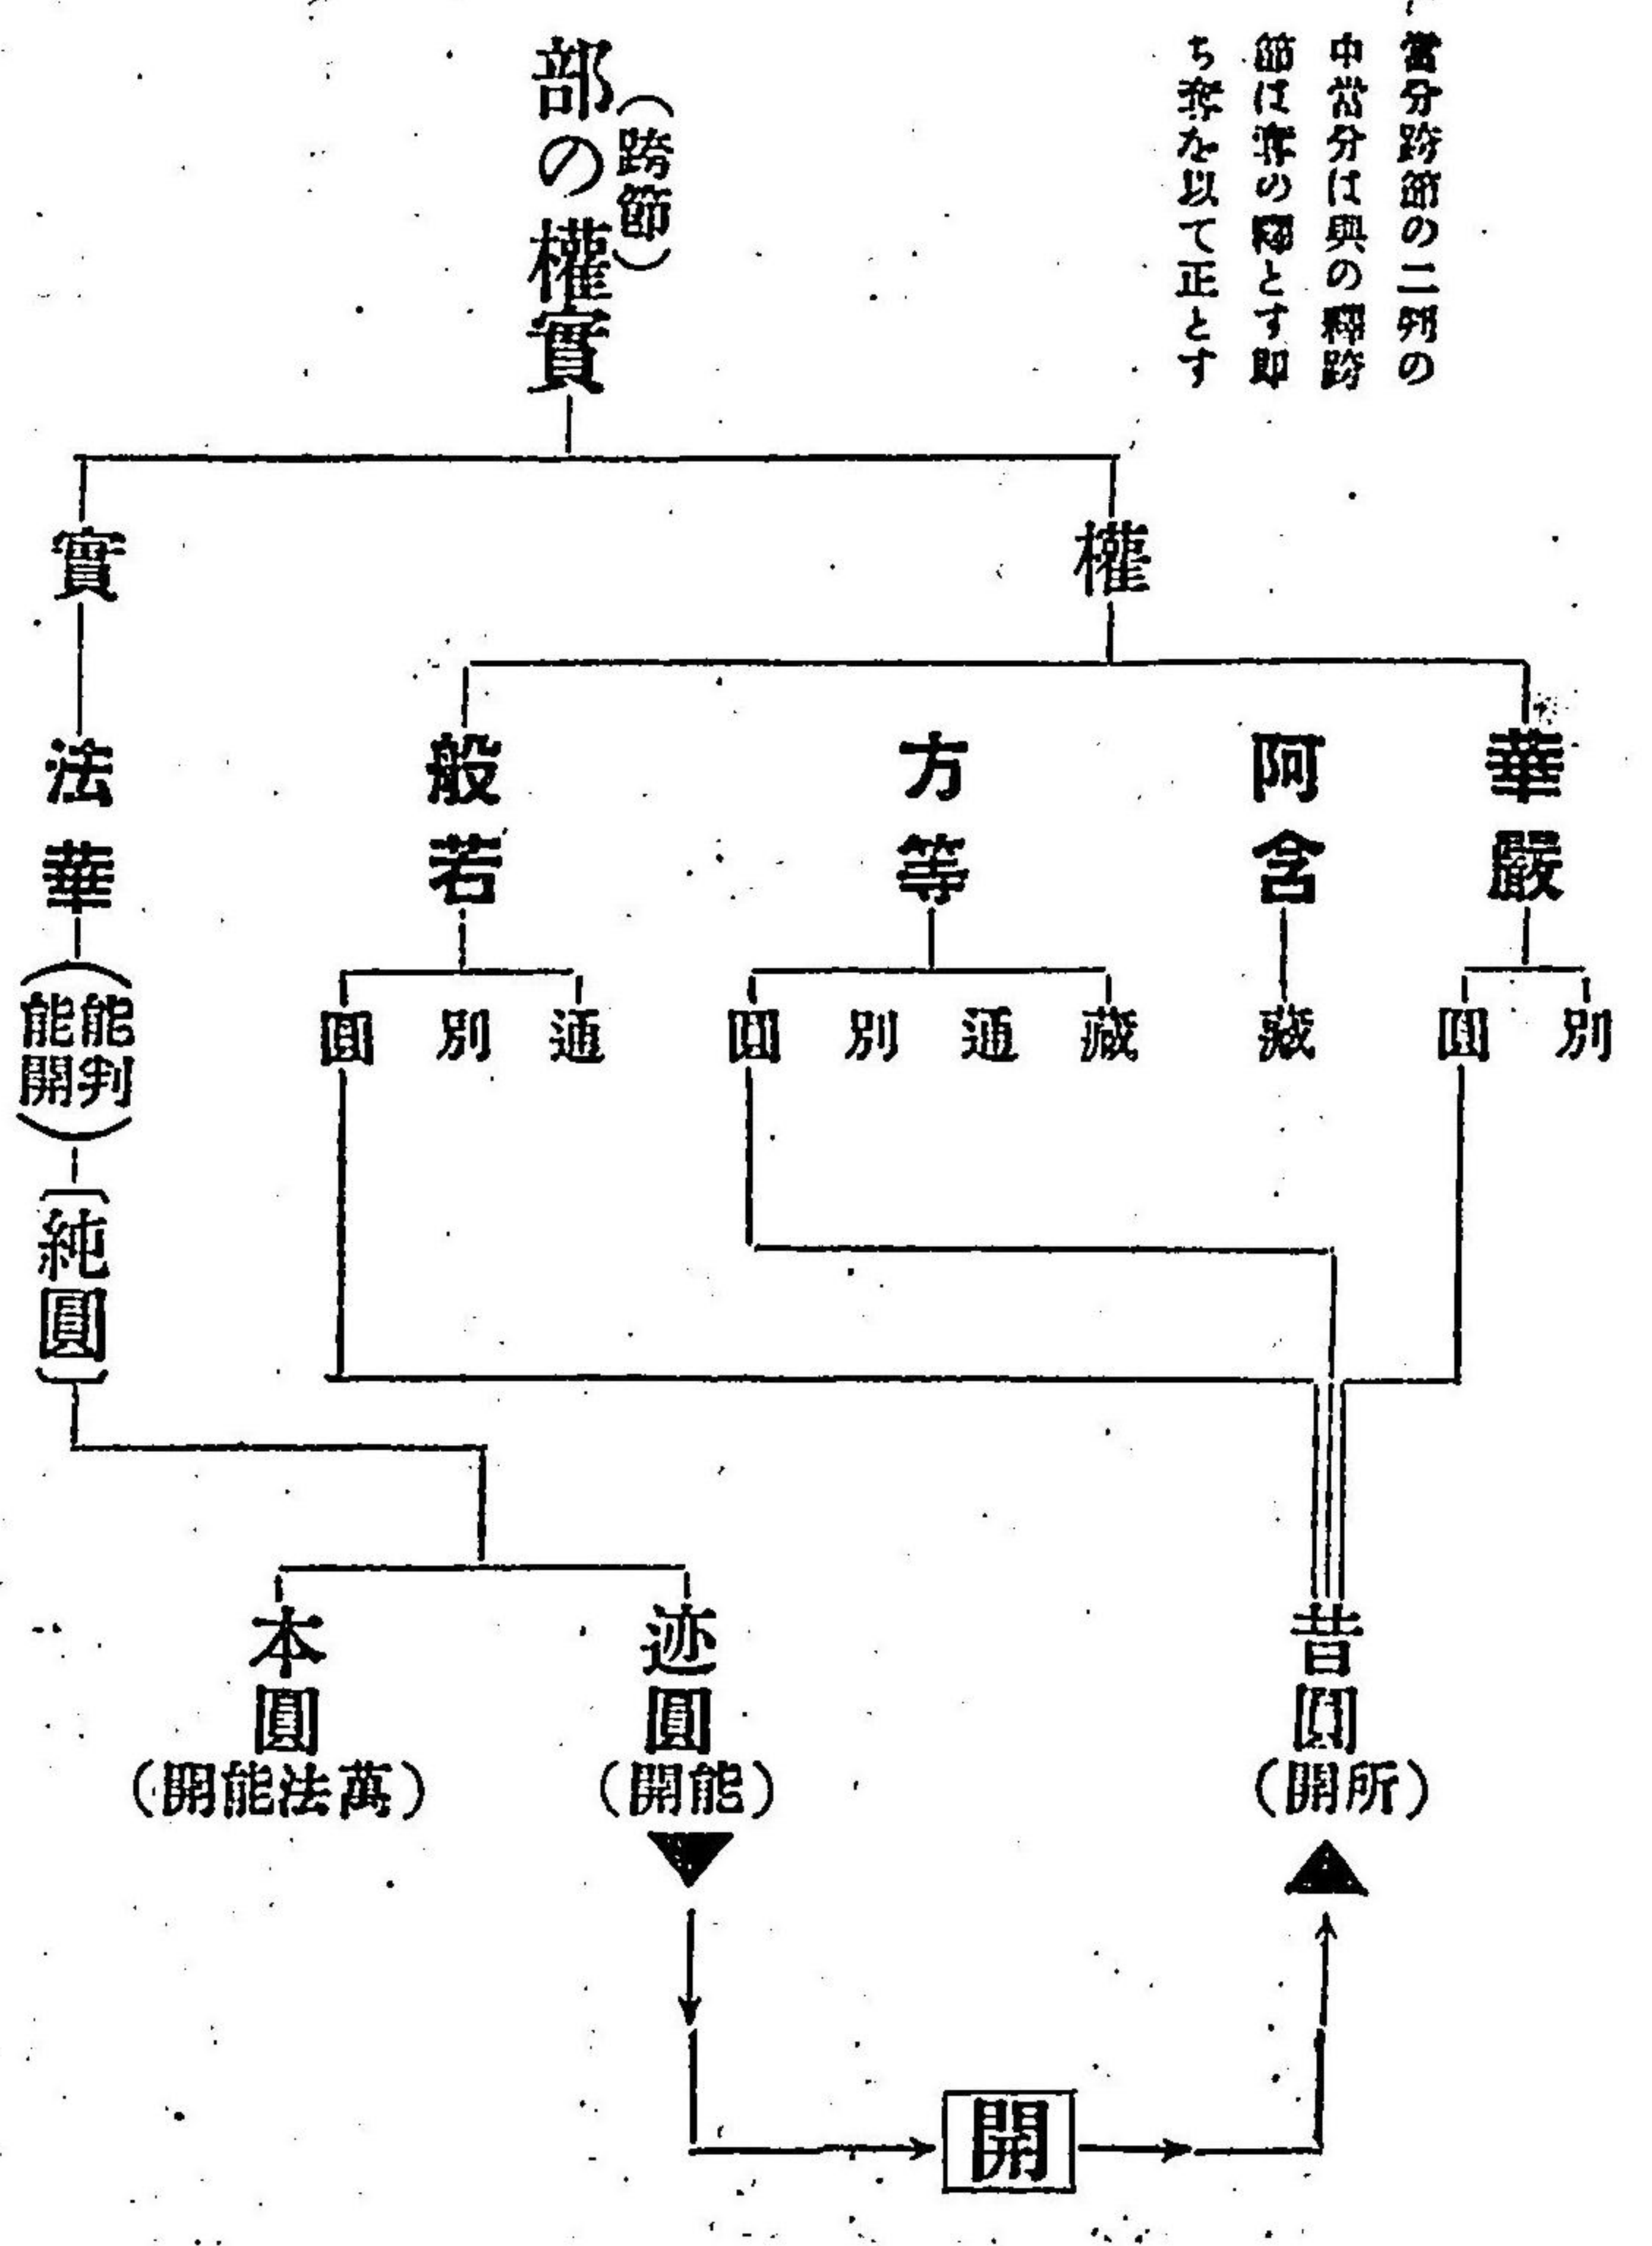 當分跨節の二判の
中當分は與の釋跨
節は奪の釋とす即
ち奪を以て正とす
部の權實
(跨節)
權
實
華嚴
阿含
方等
般若
法華
(能判
能開)
別
圓
藏
藏
通
別
圓
通
別
圓
〔純圓〕
昔圓
(開所)
迹圓
(開能)
本圓
(開能法萬)
開